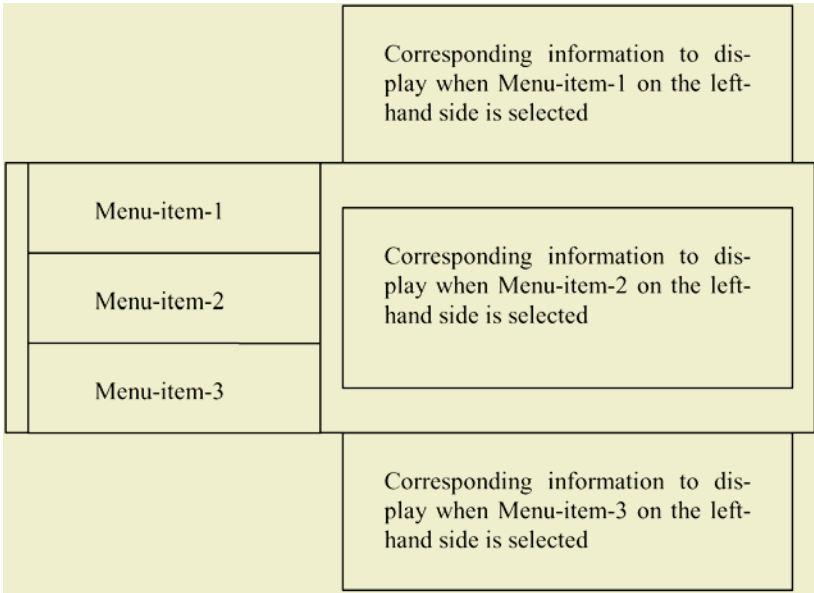 Corresponding information to dis-
play when Menu-item-1 on the left-
hand side is selected
Menu-item-1
Menu-item-2
Menu-item-3
Corresponding information to dis-
play when Menu-item-2 on the left-
hand side is selected
Corresponding information to dis-
play when Menu-item-3 on the left-
hand side is selected